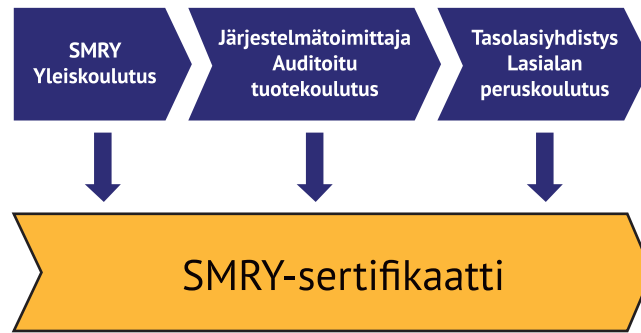 SMRY
Yleiskoulutus
Järjestelmätoimittaja
Auditoitu
tuotekoulutus
Tasolasiyhdistys
Lasialan
peruskoulutus
SMRY-sertifikaatti